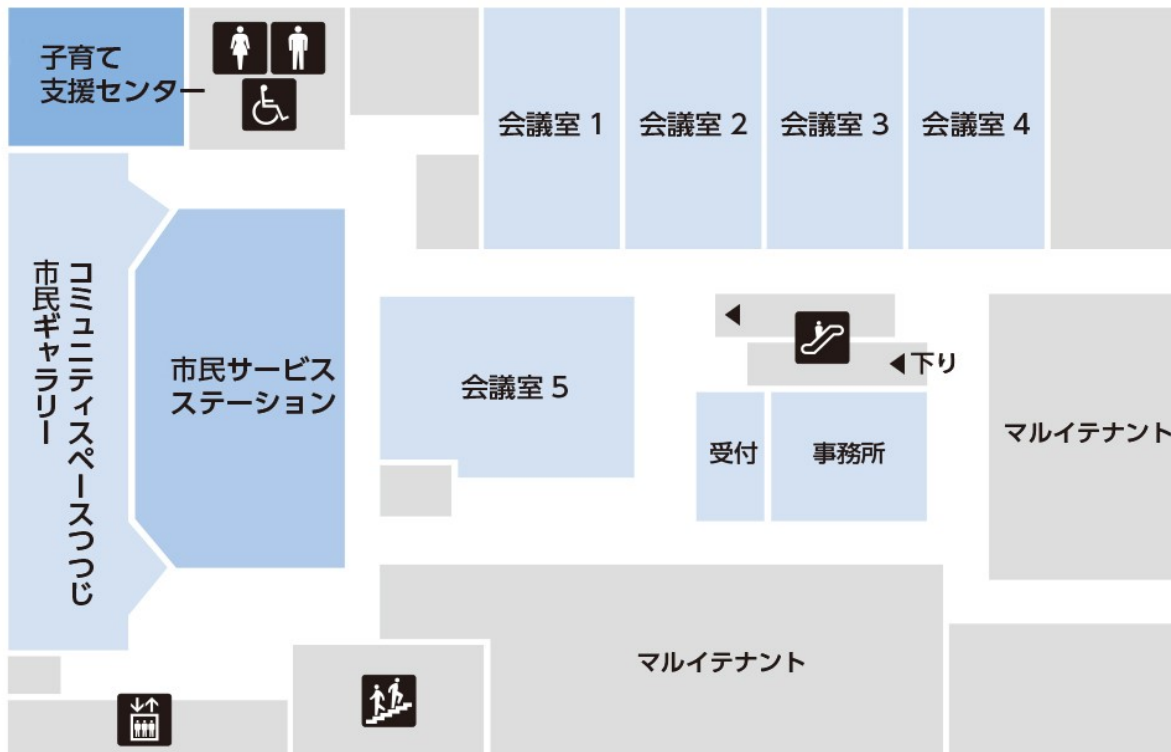 子育て
支援センター
会議室 1
会議室 2
会議室 3
会議室 4
コミュニティスペースつつじ
市民ギャラリー
市民サービス
ステーション
会議室 5
◀
◀下り
受付
事務所
マルイテナント
マルイテナント